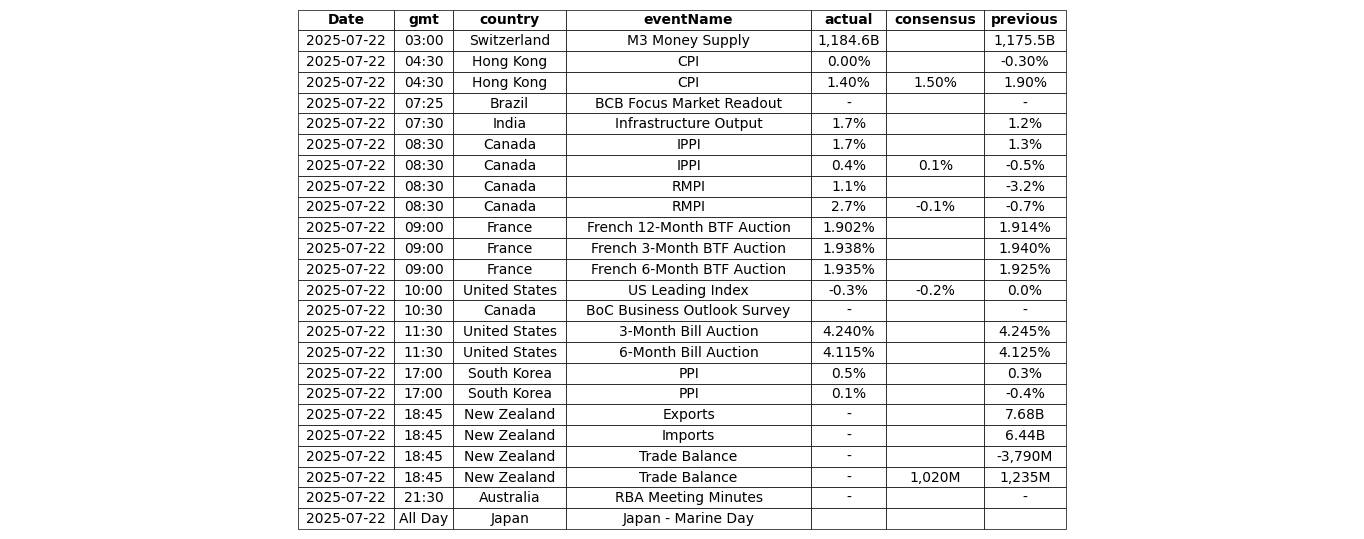 Date gmt country eventName actual consensus previous
2025-07-22 03:00 Switzerland M3 Money Supply 1,184.6B 1,175.5B
2025-07-22 04:30 Hong Kong CPI 0.00% -0.30%
2025-07-22 04:30 Hong Kong CPI 1.40% 1.50% 1.90%
2025-07-22 07:25 Brazil BCB Focus Market Readout - -
2025-07-22 07:30 India Infrastructure Output 1.7% 1.2%
2025-07-22 08:30 Canada IPPI 1.7% 1.3%
2025-07-22 08:30 Canada IPPI 0.4% 0.1% -0.5%
2025-07-22 08:30 Canada RMPI 1.1% -3.2%
2025-07-22 08:30 Canada RMPI 2.7% -0.1% -0.7%
2025-07-22 09:00 France French 12-Month BTF Auction 1.902% 1.914%
2025-07-22 09:00 France French 3-Month BTF Auction 1.938% 1.940%
2025-07-22 09:00 France French 6-Month BTF Auction 1.935% 1.925%
2025-07-22 10:00 United States US Leading Index -0.3% -0.2% 0.0%
2025-07-22 10:30 Canada BoC Business Outlook Survey - -
2025-07-22 11:30 United States 3-Month Bill Auction 4.240% 4.245%
2025-07-22 11:30 United States 6-Month Bill Auction 4.115% 4.125%
2025-07-22 17:00 South Korea PPI 0.5% 0.3%
2025-07-22 17:00 South Korea PPI 0.1% -0.4%
2025-07-22 18:45 New Zealand Exports - 7.68B
2025-07-22 18:45 New Zealand Imports - 6.44B
2025-07-22 18:45 New Zealand Trade Balance - -3,790M
2025-07-22 18:45 New Zealand Trade Balance - 1,020M 1,235M
2025-07-22 21:30 Australia RBA Meeting Minutes - -
2025-07-22 All Day Japan Japan - Marine Day